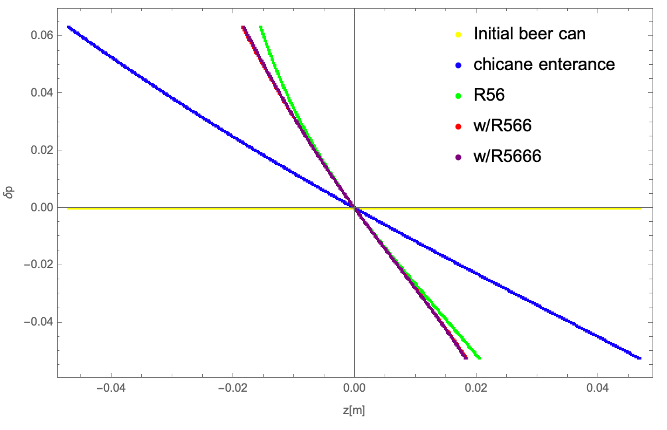 Initial beer can
chicane enterance
R56
w/R566
w/R5666
0.06
0.04
0.02
0.00
-0.02
-0.04
δp
-0.04
-0.02
0.00
0.02
0.04
z[m]